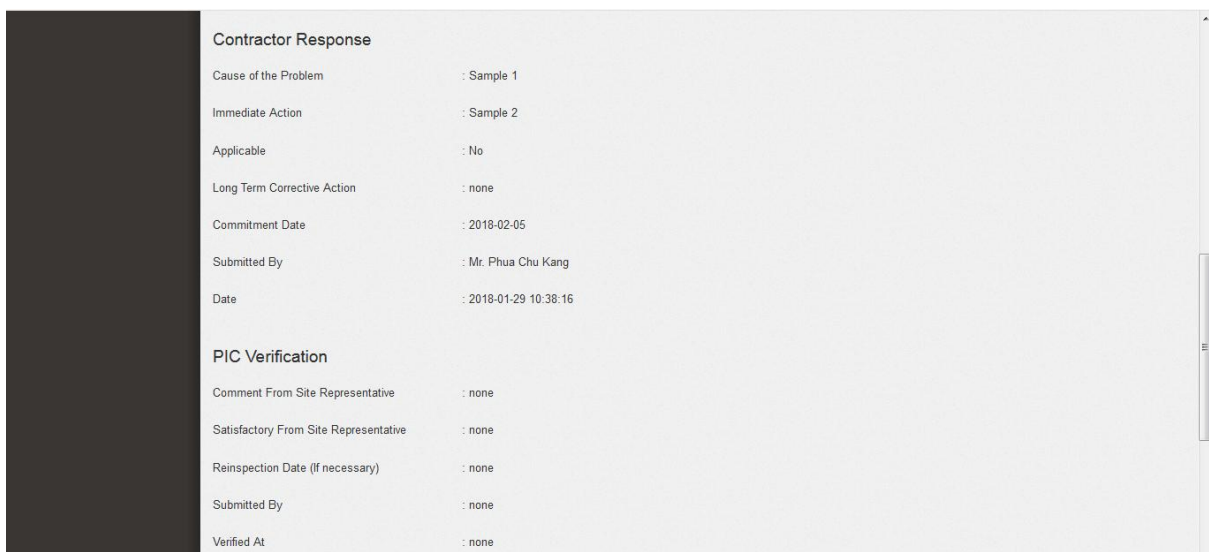 Contractor Response
Cause of the Problem : Sample 1
Immediate Action : Sample 2
Applicable : No
Long Term Corrective Action : none
Commitment Date : 2018-02-05
Submitted By : Mr. Phua Chu Kang
Date : 2018-01-29 10:38:16
PIC Verification
Comment From Site Representative : none
Satisfactory From Site Representative : none
Reinspection Date (If necessary) : none
Submitted By : none
Verified At : none